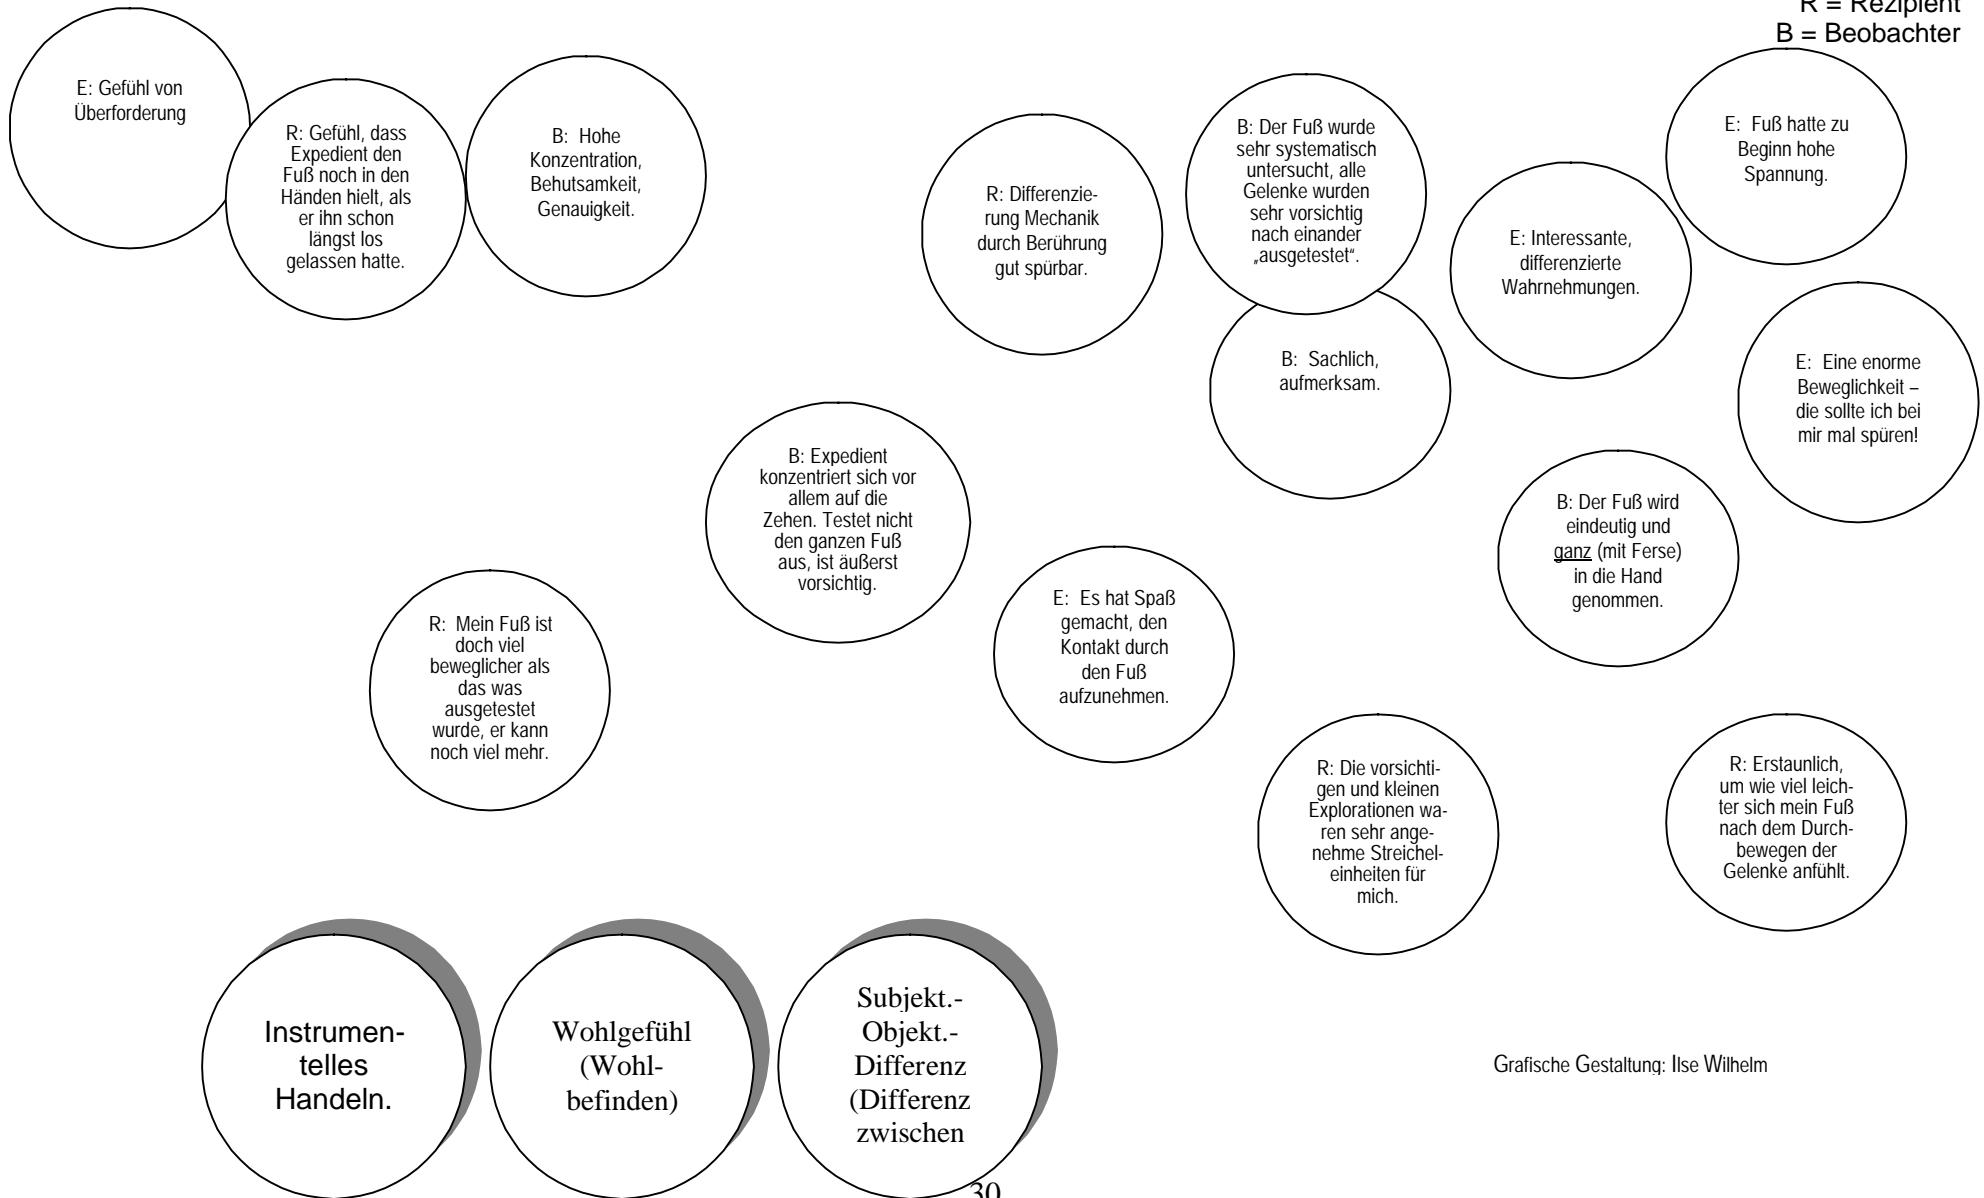 R = Rezipient
B = Beobachter
E: Gefühl von
Überforderung
R: Gefühl, dass
Expedient den
Fuß noch in den
Händen hielt, als
er ihn schon
längst los
gelassen hatte.
B: Hohe
Konzentration,
Behutsamkeit,
Genauigkeit.
R: Differenzie-
rung Mechanik
durch Berührung
gut spürbar.
B: Der Fuß wurde
sehr systematisch
untersucht, alle
Gelenke wurden
sehr vorsichtig
nach einander
„ausgetestet“.
E: Interessante,
differenzierte
Wahrnehmungen.
E: Fuß hatte zu
Beginn hohe
Spannung.
B: Sachlich,
aufmerksam.
E: Eine enorme
Beweglichkeit –
die sollte ich bei
mir mal spüren!
B: Expedient
konzentriert sich vor
allem auf die
Zehen. Testet nicht
den ganzen Fuß
aus, ist äußerst
vorsichtig.
B: Der Fuß wird
eindeutig und
ganz (mit Ferse)
in die Hand
genommen.
R: Mein Fuß ist
doch viel
beweglicher als
das was
ausgetestet
wurde, er kann
noch viel mehr.
E: Es hat Spaß
gemacht, den
Kontakt durch
den Fuß
aufzunehmen.
R: Die vorsichti-
gen und kleinen
Explorationen wa-
ren sehr ange-
nehme Streichel-
einheiten für
mich.
R: Erstaunlich,
um wie viel leich-
ter sich mein Fuß
nach dem Durch-
bewegen der
Gelenke anfühlt.
Instrumen-
telles
Handeln.
Wohlgefühl
(Wohl-
befinden)
Subjekt.-
Objekt.-
Differenz
(Differenz
zwischen
Grafische Gestaltung: Ilse Wilhelm
30